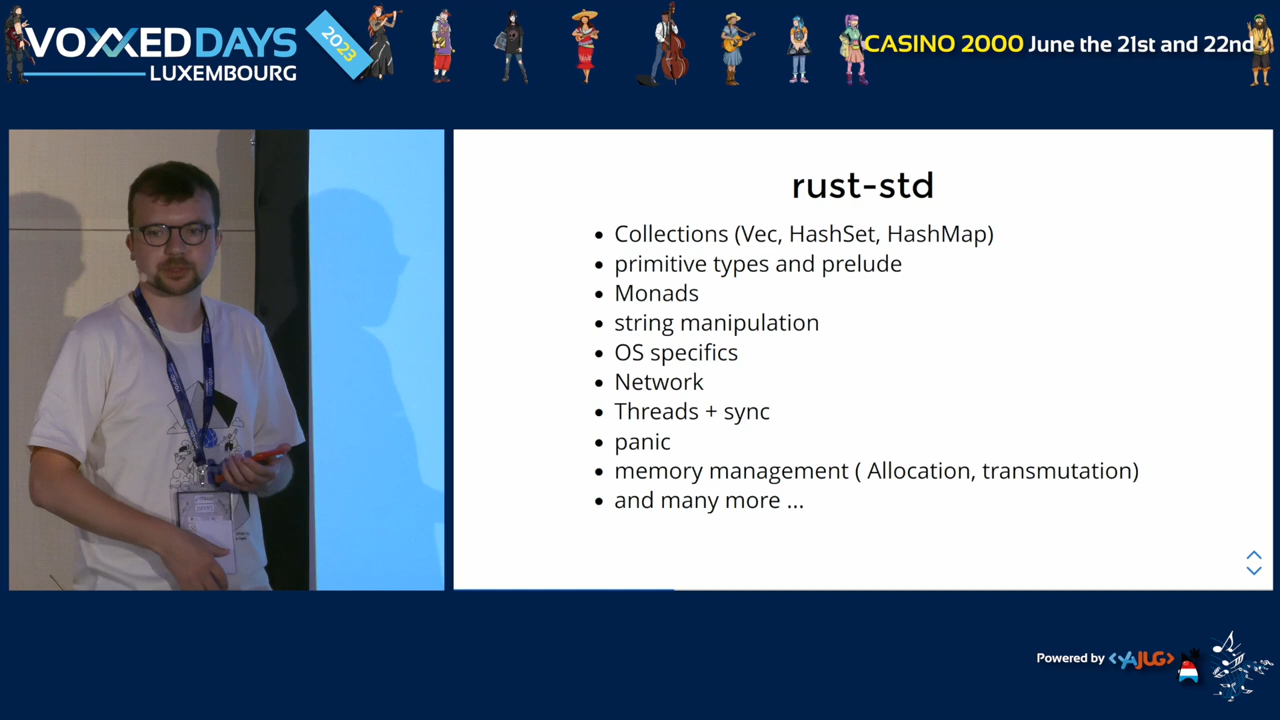 VOXXED DAYS
LUXEMBOURG
2023
CASINO 2000 June the 21st and 22nd
rust-std
• Collections (Vec, HashSet, HashMap)
• primitive types and prelude
• Monads
• string manipulation
• OS specifics
• Network
• Threads + sync
• panic
• memory management ( Allocation, transmutation)
• and many more ...
Powered by <YAJUG>